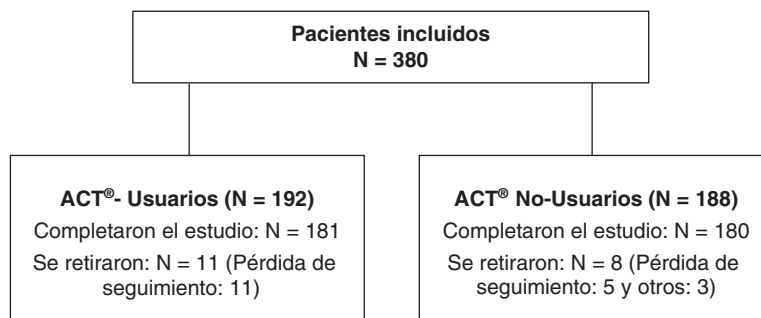 Pacientes incluidos
N = 380
ACT®- Usuarios (N = 192)
Completaron el estudio: N = 181
Se retiraron: N = 11 (Pérdida de
seguimiento: 11)
ACT® No-Usuarios (N = 188)
Completaron el estudio: N = 180
Se retiraron: N = 8 (Pérdida de
seguimiento: 5 y otros: 3)